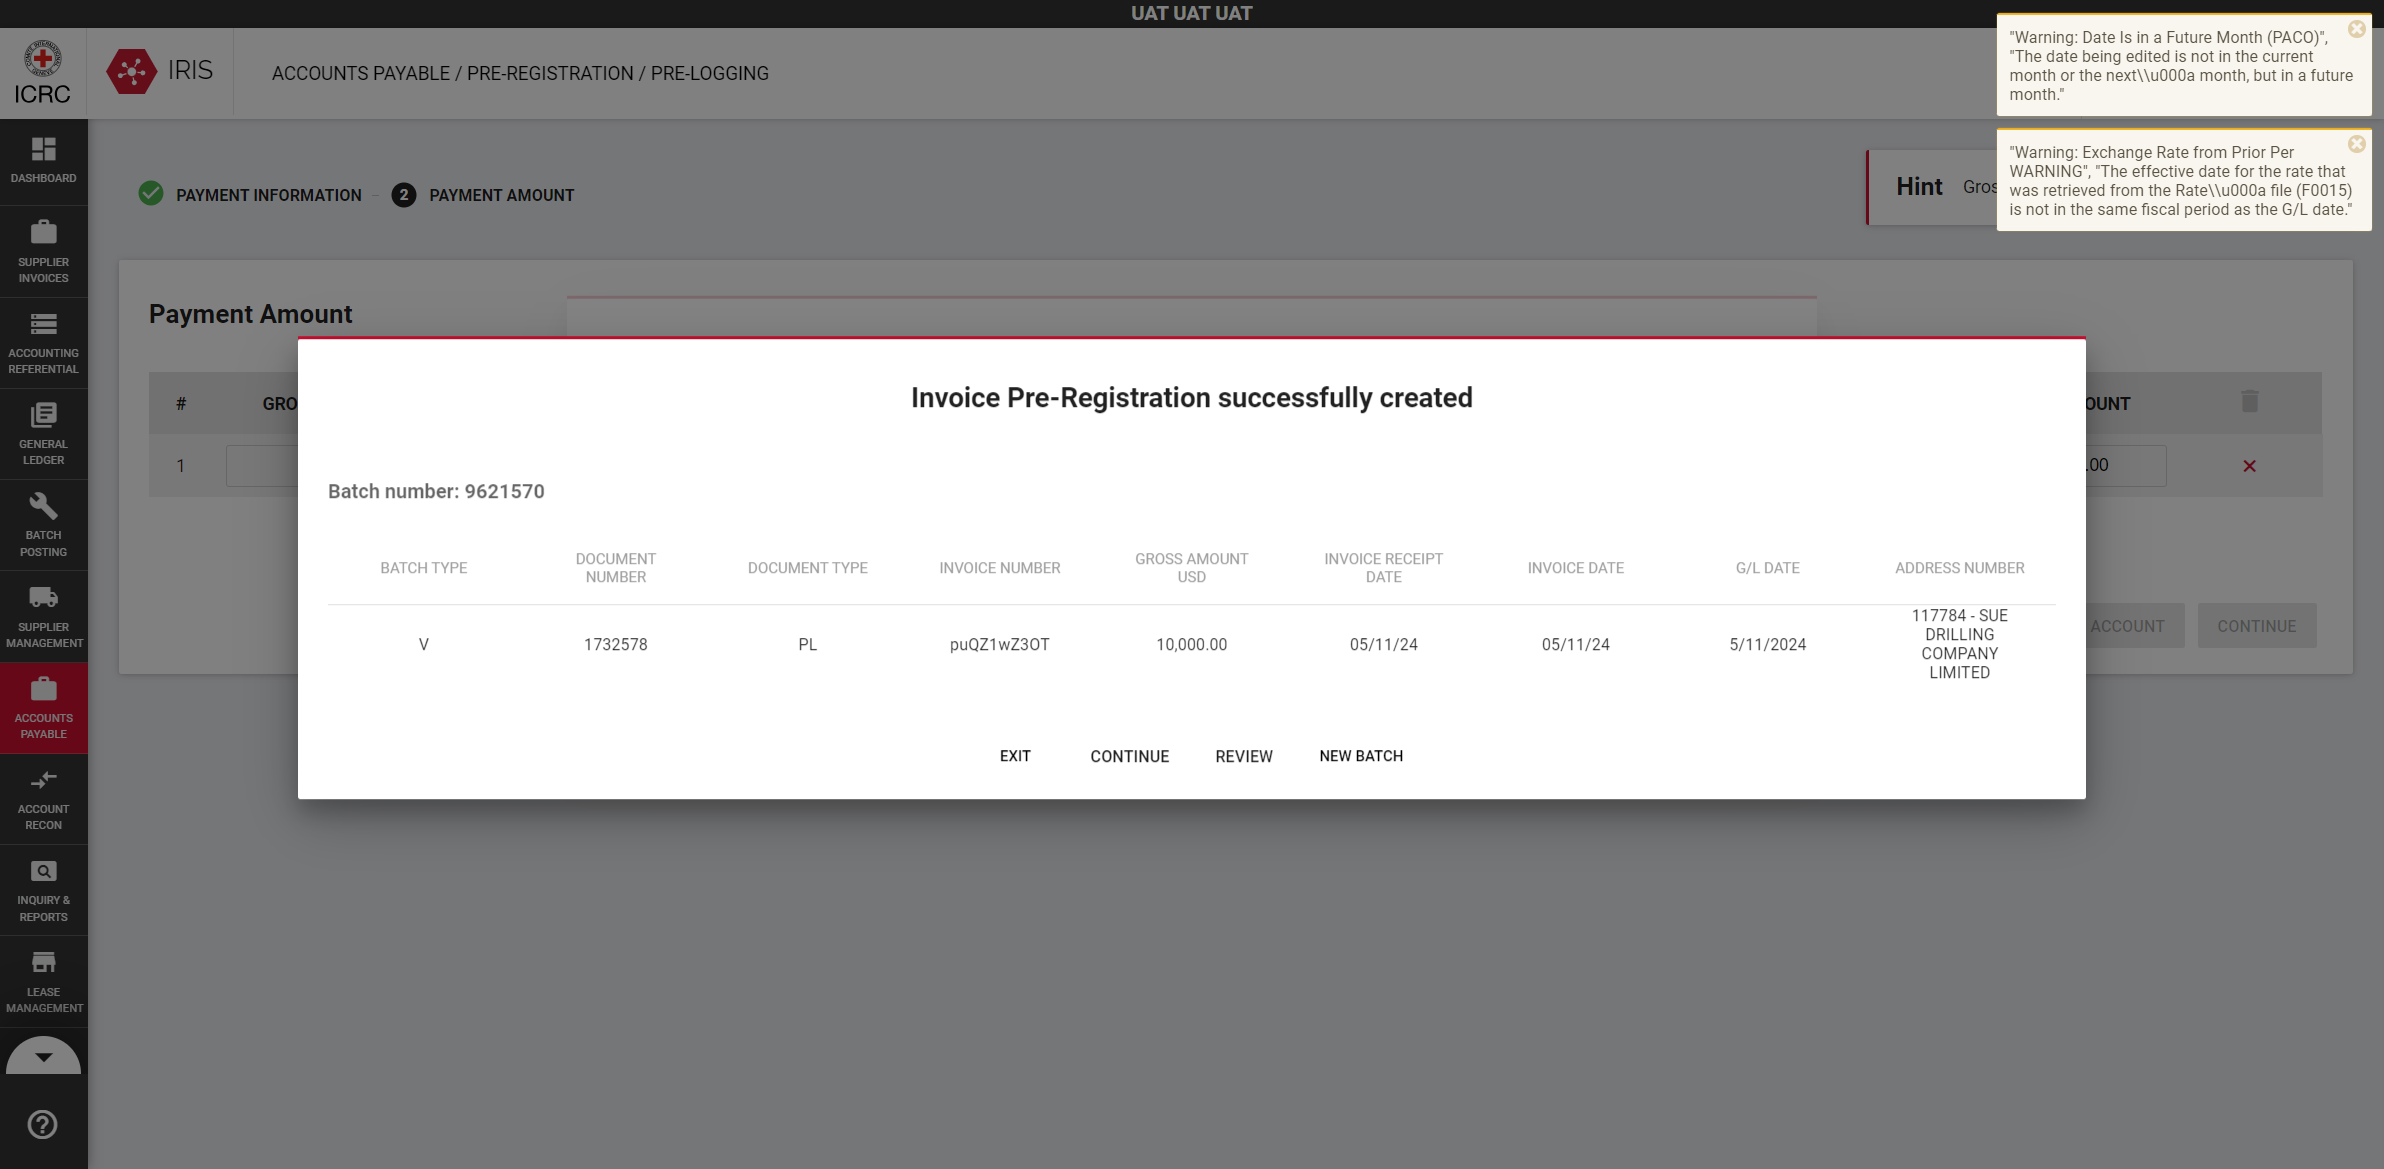 UAT UAT UAT
ICRC
IRIS
ACCOUNTS PAYABLE / PRE-REGISTRATION / PRE-LOGGING
"Warning: Date Is in a Future Month (PACO)",
"The date being edited is not in the current
month or the next\\u000a month, but in a future
month."
"Warning: Exchange Rate from Prior Per
WARNING", "The effective date for the rate that
was retrieved from the Rate\\u000a file (F0015)
is not in the same fiscal period as the G/L date."
DASHBOARD
SUPPLIER
INVOICES
ACCOUNTING
REFERENTIAL
GENERAL
LEDGER
BATCH
POSTING
SUPPLIER
MANAGEMENT
ACCOUNTS
PAYABLE
ACCOUNT
RECON
INQUIRY &
REPORTS
LEASE
MANAGEMENT
PAYMENT INFORMATION
2 PAYMENT AMOUNT
Hint Gros
Payment Amount
# GRO
OUNT
1
.00
ACCOUNT
CONTINUE
Invoice Pre-Registration successfully created
Batch number: 9621570
BATCH TYPE
DOCUMENT
NUMBER
DOCUMENT TYPE
INVOICE NUMBER
GROSS AMOUNT
USD
INVOICE RECEIPT
DATE
INVOICE DATE
G/L DATE
ADDRESS NUMBER
V
1732578
PL
puQZ1wZ3OT
10,000.00
05/11/24
05/11/24
5/11/2024
117784 - SUE
DRILLING
COMPANY
LIMITED
EXIT
CONTINUE
REVIEW
NEW BATCH